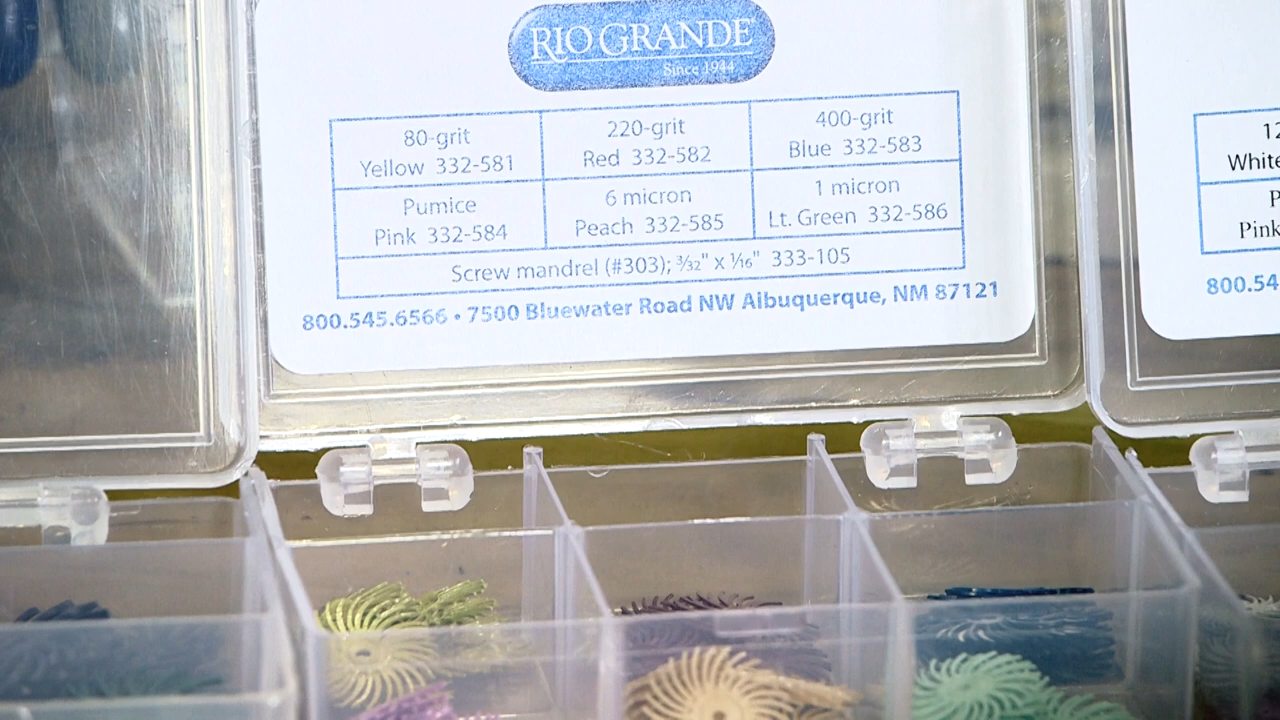 RIO GRANDE
Since 1944
80-grit
Yellow 332-581
220-grit
Red 332-582
400-grit
Blue 332-583
Pumice
Pink 332-584
6 micron
Peach 332-585
1 micron
Lt. Green 332-586
Screw mandrel (#303); 3/32" x 1/16" 333-105
800.545.6566 • 7500 Bluewater Road NW Albuquerque, NM 87121
White
Pink
800.54